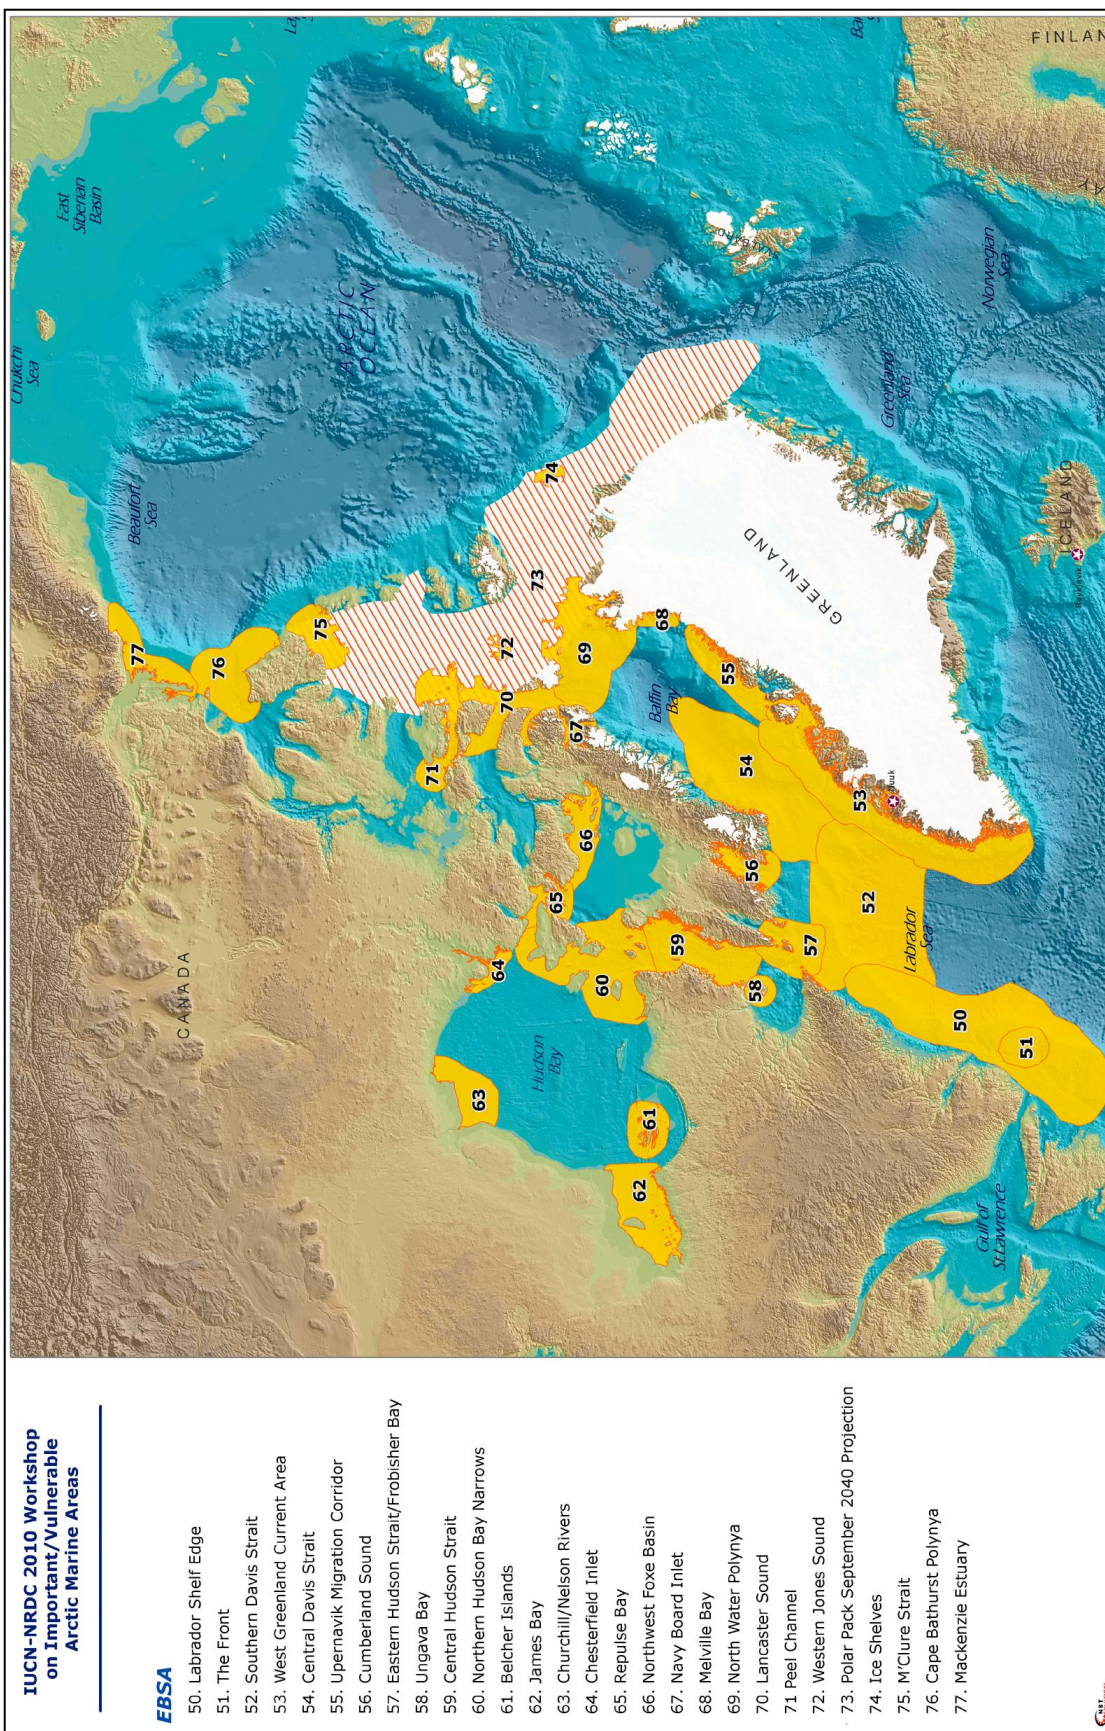 IUCN-NRDC 2010 Workshop
on Important/Vulnerable
Arctic Marine Areas
EBSA
50. Labrador Shelf Edge
51. The Front
52. Southern Davis Strait
53. West Greenland Current Area
54. Central Davis Strait
55. Upernavik Migration Corridor
56. Cumberland Sound
57. Eastern Hudson Strait/Frobisher Bay
58. Ungava Bay
59. Central Hudson Strait
60. Northern Hudson Bay Narrows
61. Belcher Islands
62. James Bay
63. Churchill/Nelson Rivers
64. Chesterfield Inlet
65. Repulse Bay
66. Northwest Foxe Basin
67. Navy Board Inlet
68. Melville Bay
69. North Water Polynya
70. Lancaster Sound
71 Peel Channel
72. Western Jones Sound
73. Polar Pack September 2040 Projection
74. Ice Shelves
75. M'Clure Strait
76. Cape Bathurst Polynya
77. Mackenzie Estuary
Chukchi
Sea
East
Siberian
Basin
Beaufort
Sea
ARCTIC
OCEAN
FINLAN
Norwegian
Sea
Greenland
Sea
ICELAND
Reykjavik
GREENLAND
Baffin
Bay
Nuuk
Labrador
Sea
CANADA
Hudson
Bay
Gulf of
St.Lawrence
77
76
75
74
73
72
71
70
69
68
67
66
65
64
63
62
61
60
59
58
57
56
55
54
53
52
51
50